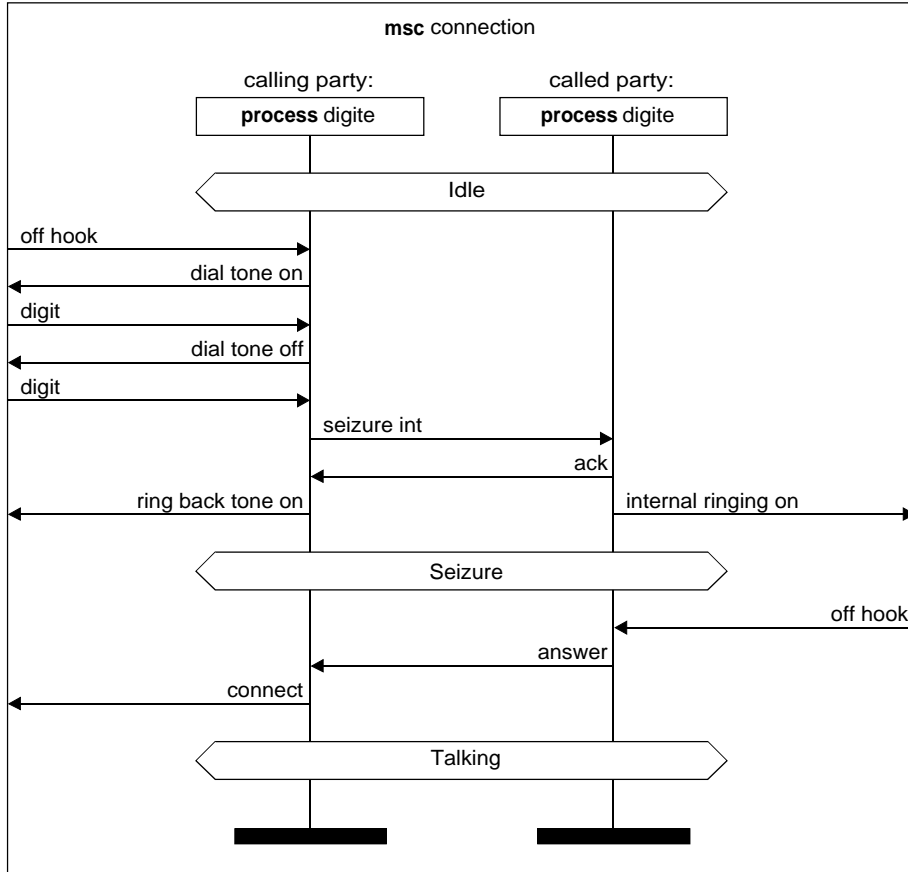 msc connection
calling party:
called party:
process digite
process digite
Idle
off hook
dial tone on
digit
dial tone off
digit
seizure int
ack
ring back tone on
internal ringing on
Seizure
off hook
answer
connect
Talking